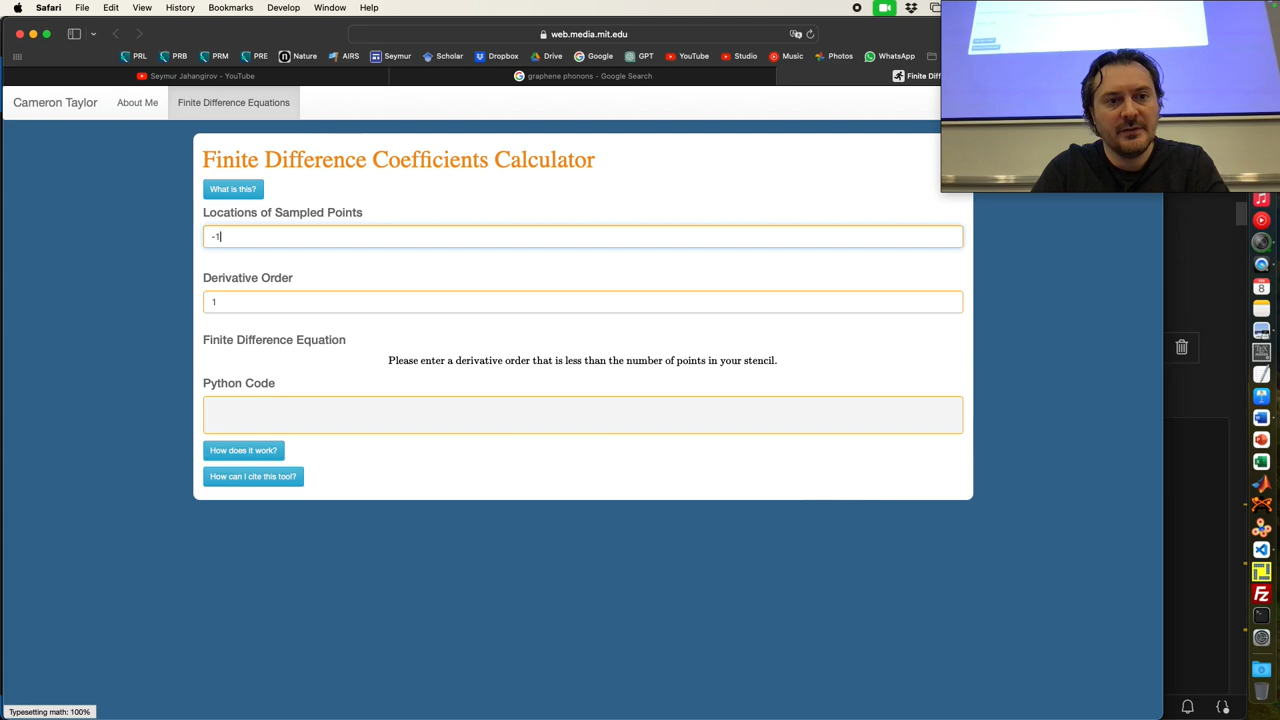 Safari File Edit View History Bookmarks Develop Window Help
web.media.mit.edu
PRL PRB PRM PRE Nature AIRS Seymur Scholar Dropbox Drive Google GPT YouTube Studio Music Photos WhatsApp
Seymur Jahangirov - YouTube
graphene phonons - Google Search
Finite Diff
Cameron Taylor About Me Finite Difference Equations
Finite Difference Coefficients Calculator
What is this?
Locations of Sampled Points
-1
Derivative Order
1
Finite Difference Equation
Please enter a derivative order that is less than the number of points in your stencil.
Python Code
How does it work?
How can I cite this tool?
Typesetting math: 100%
8